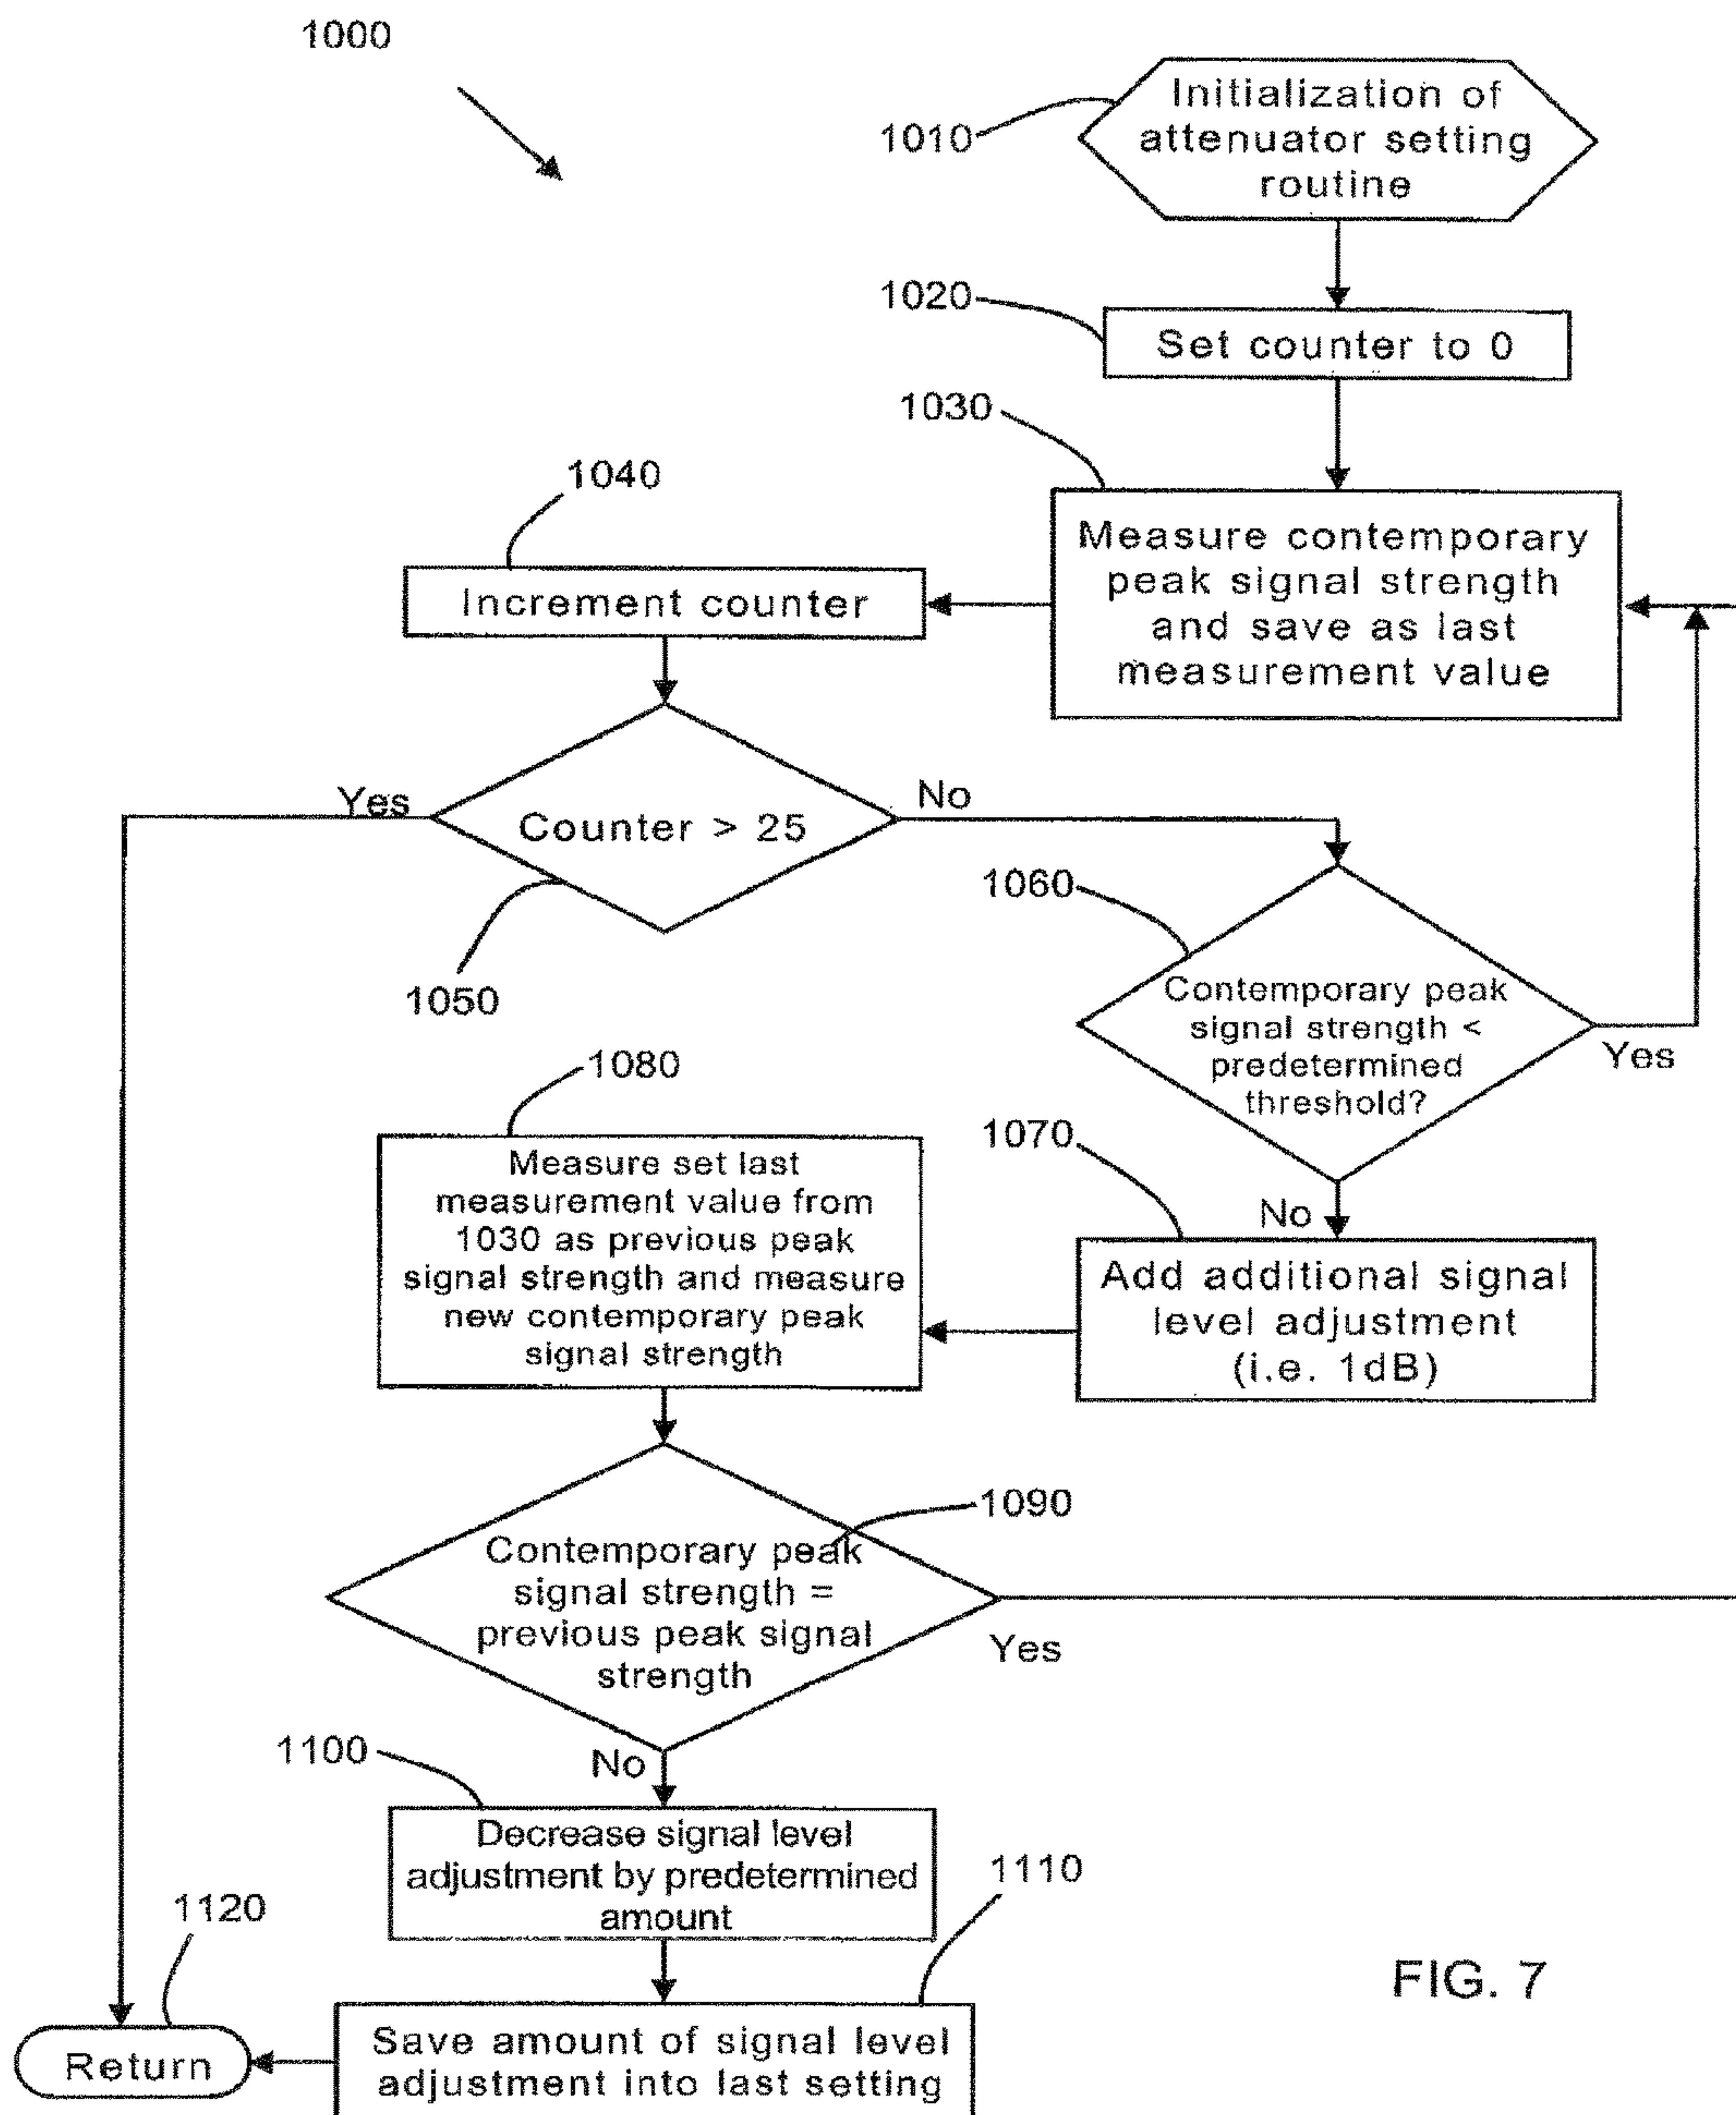 1000
Initialization of
attenuator setting
routine
1010
1020
Set counter to 0
1030
Measure contemporary
peak signal strength
and save as last
measurement value
1040
Increment counter
Yes
Counter > 25
No
1050
1060
Contemporary peak
signal strength <
predetermined
threshold?
Yes
No
1070
Add additional signal
level adjustment
(i.e. 1dB)
1080
Measure set last
measurement value from
1030 as previous peak
signal strength and measure
new contemporary peak
signal strength
1090
Contemporary peak
signal strength =
previous peak signal
strength
Yes
No
1100
Decrease signal level
adjustment by predetermined
amount
1110
Save amount of signal level
adjustment into last setting
1120
Return
FIG. 7